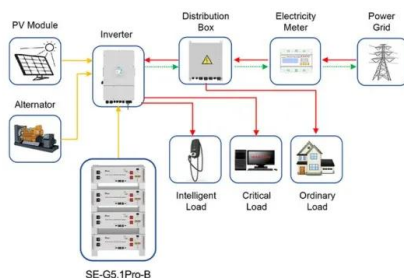 PV Module
Inverter
Distribution
Box
Electricity
Meter
Power
Grid
Alternator
Intelligent
Load
Critical
Load
Ordinary
Load
SE-G5.1Pro-B